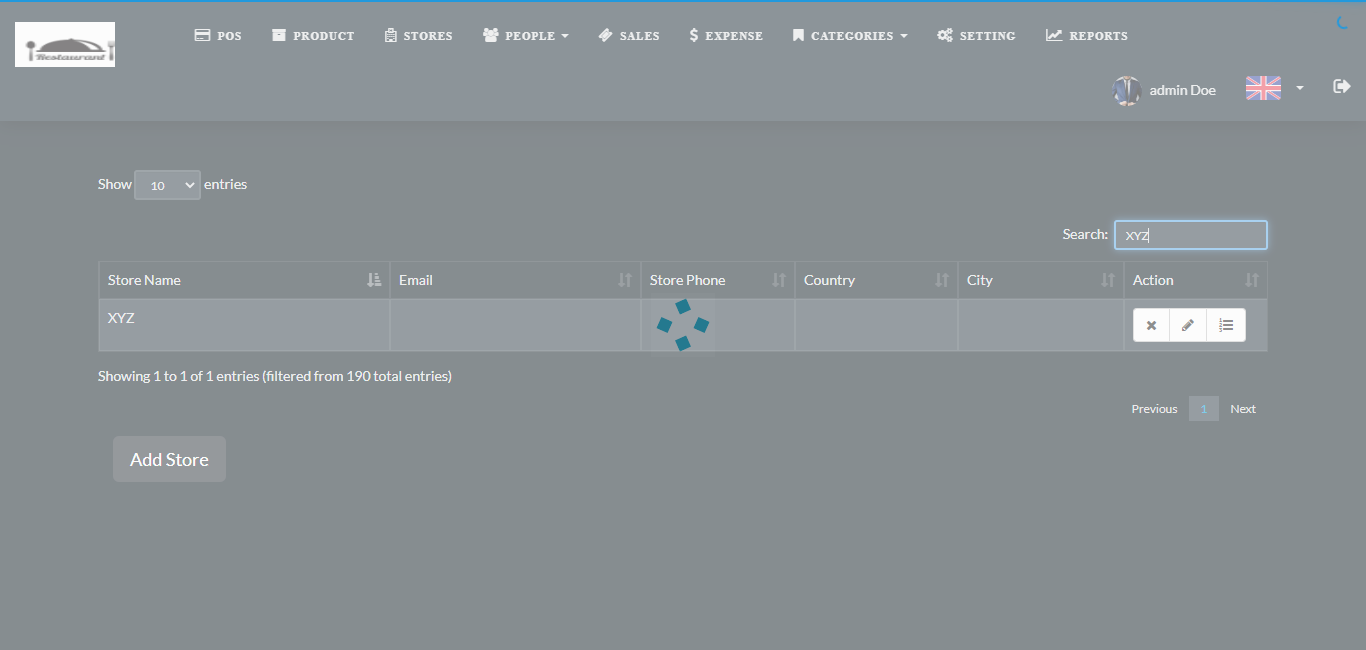 Restaurant
POS PRODUCT STORES PEOPLE SALES EXPENSE CATEGORIES SETTING REPORTS
admin Doe
Show 10 entries
Search: XYZ
Store Name Email Store Phone Country City Action
XYZ
Showing 1 to 1 of 1 entries (filtered from 190 total entries)
Previous 1 Next
Add Store